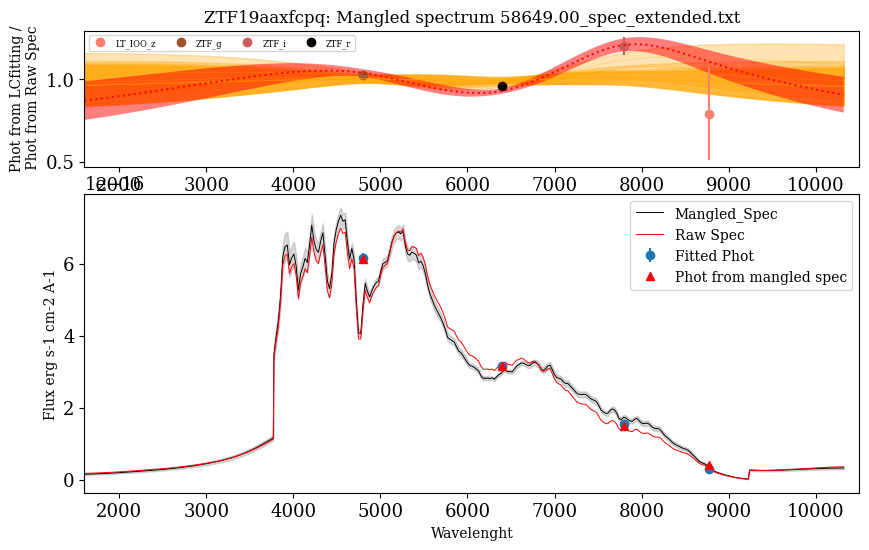 ZTF19aaxfcpq: Mangled spectrum 58649.00_spec_extended.txt
Phot from LCfitting /
Phot from Raw Spec
LT_IOO_z ZTF_g ZTF_i ZTF_r
1.0
0.5
2000 3000 4000 5000 6000 7000 8000 9000 10000
1e−16
Flux erg s-1 cm-2 A-1
Mangled_Spec
Raw Spec
Fitted Phot
Phot from mangled spec
6
4
2
0
2000 3000 4000 5000 6000 7000 8000 9000 10000
Wavelenght